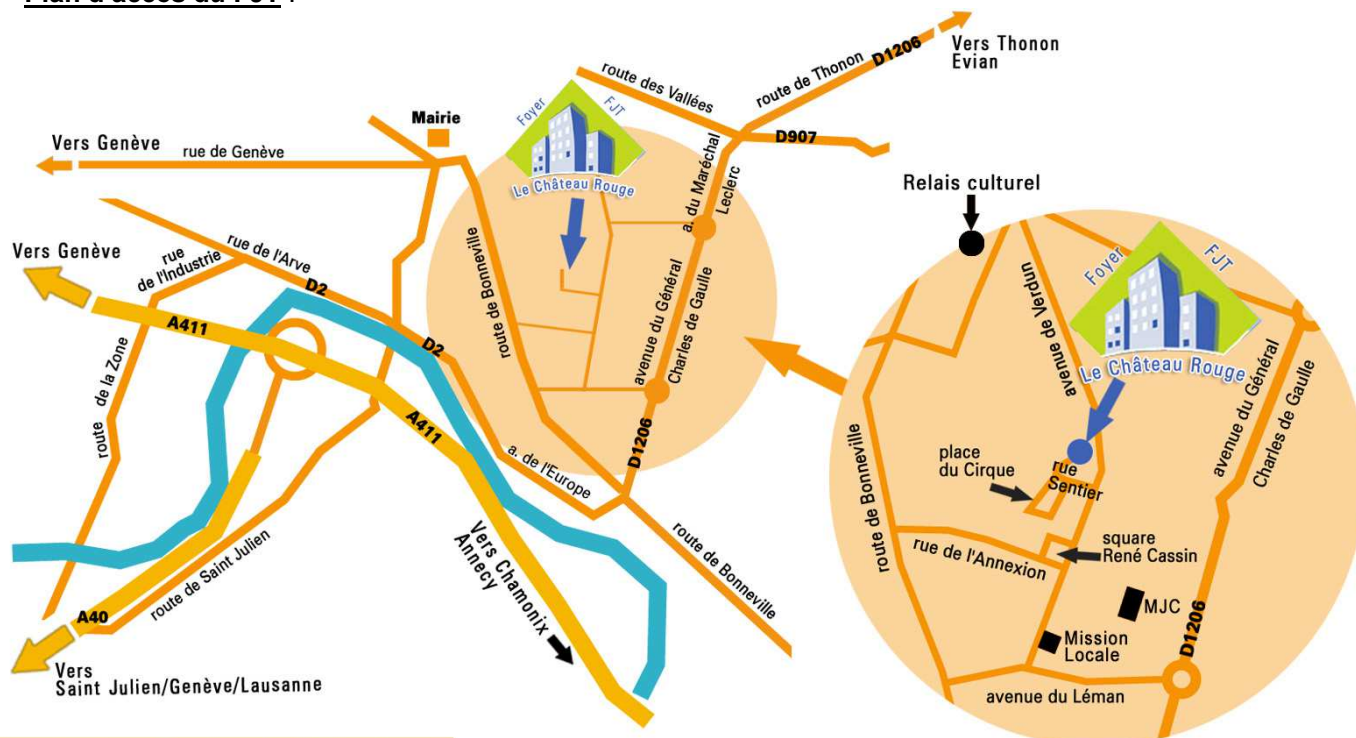 Plan d'accès du FJT :
Vers Thonon
Evian
D1206
route de Thonon
route des Vallées
D907
Foyer
FJT
Le Château Rouge
Mairie
Vers Genève
rue de Genève
a. du Maréchal
Leclerc
Vers Genève
rue
de l'Industrie
rue de l'Arve
D2
A411
D2
route de Bonneville
avenue du Général
Charles de Gaulle
D1206
route de la Zone
A411
a. de l'Europe
Vers Chamonix
Annecy
route de Bonneville
route de Saint Julien
A40
Vers
Saint Julien/Genève/Lausanne
Relais culturel
avenue de Verdun
Foyer
FJT
Le Château Rouge
avenue du Général
Charles de Gaulle
place
du Cirque
rue
Sentier
route de Bonneville
rue de l'Annexion
square
René Cassin
MJC
Mission
Locale
D1206
avenue du Léman